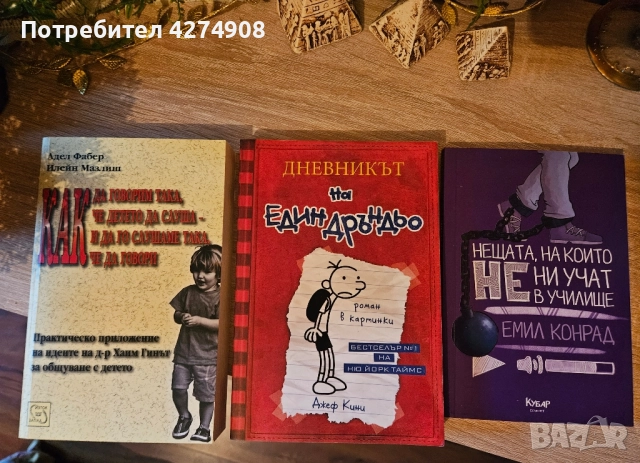 Потребител 4274908
Адел Фабер
Илейн Мазлиш
КАК
ДА ГОВОРИМ ТАКА,
ЧЕ ДЕТЕТО ДА СЛУША –
И ДА ГО СЛУШАМЕ ТАКА,
ЧЕ ДА ГОВОРИ
Практическо приложение
на идеите на д-р Хаим Гинът
за общуване с детето
ДНЕВНИКЪТ
на
ЕДИН ДРЪНДЬО
роман
в картинки
БЕСТСЕЛЪР №1
НА
НЮ ЙОРК ТАЙМС
Джеф Кини
НЕЩАТА, НА КОИТО
НЕ НИ УЧАТ
В УЧИЛИЩЕ
ЕМИЛ КОНРАД
КУБАР
BAZAR